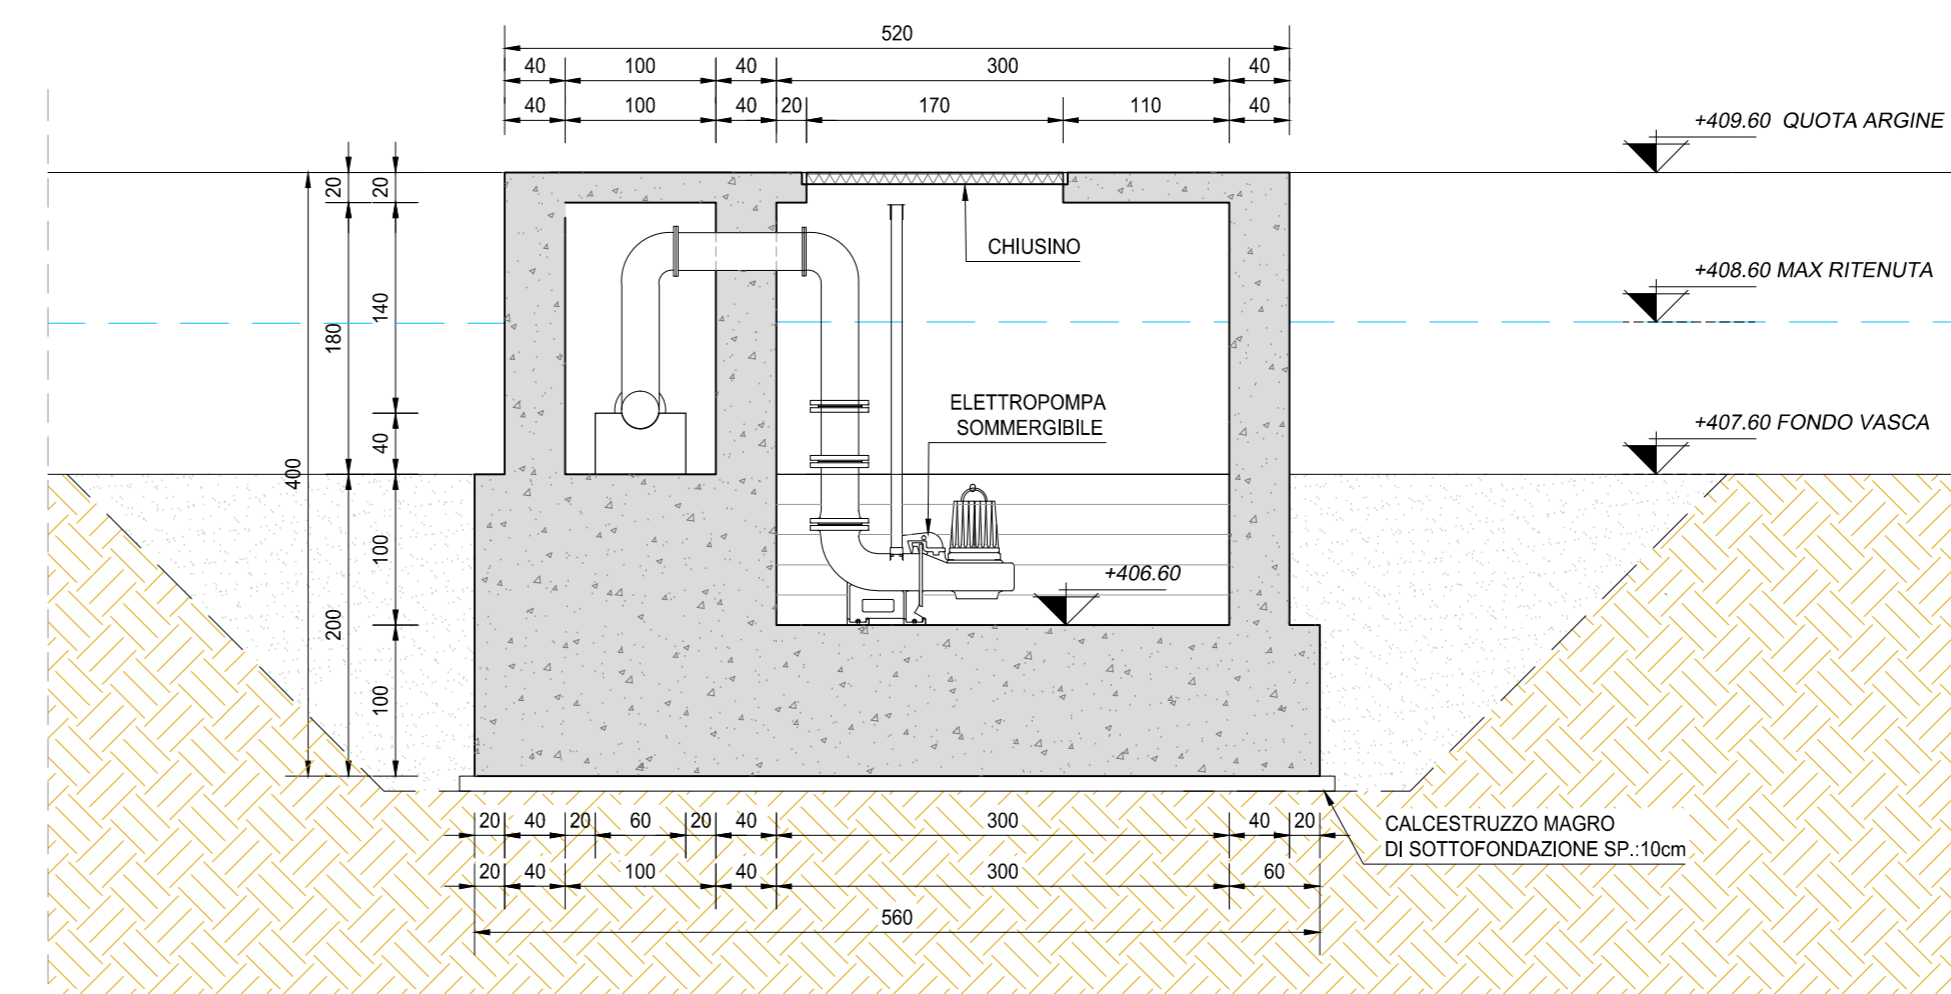 520
40 100 40 300 40
40 100 40 20 170 110 40
+409.60 QUOTA ARGINE
20 20
CHIUSINO
+408.60 MAX RITENUTA
180 140
ELETTROPOMPA
SOMMERGIBILE
+407.60 FONDO VASCA
400 40
+406.60
200 100
100
20 40 20 60 20 40 300 40 20
CALCESTRUZZO MAGRO
DI SOTTOFONDAZIONE SP.:10cm
20 40 100 40 300 60
560